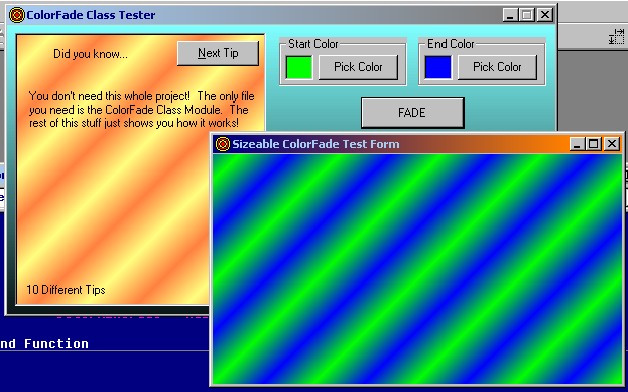 ColorFade Class Tester
Did you know...
Next Tip
You don't need this whole project! The only file
you need is the ColorFade Class Module. The
rest of this stuff just shows you how it works!
10 Different Tips
Start Color
Pick Color
End Color
Pick Color
FADE
Sizeable ColorFade Test Form
nd Function